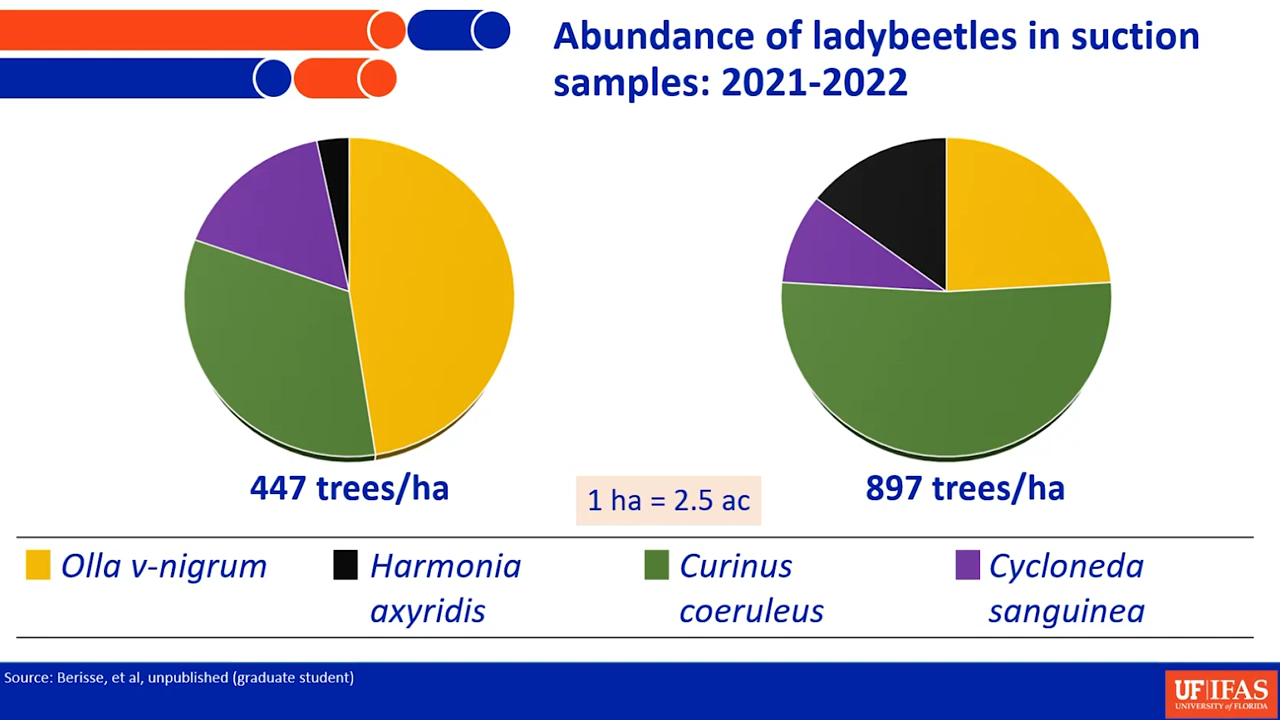 Abundance of ladybeetles in suction
samples: 2021-2022
447 trees/ha
897 trees/ha
1 ha = 2.5 ac
Olla v-nigrum
Harmonia
axyridis
Curinus
coeruleus
Cycloneda
sanguinea
Source: Berisse, et al, unpublished (graduate student)
UF|IFAS
UNIVERSITY of FLORIDA